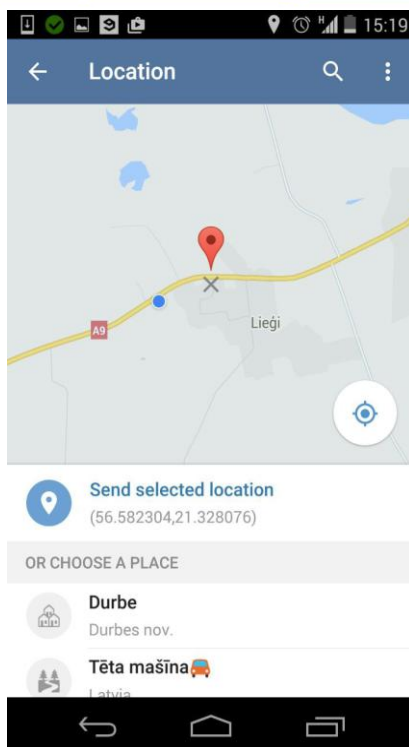 H 15:19
Location
A9
Lieģi
Send selected location
(56.582304,21.328076)
OR CHOOSE A PLACE
Durbe
Durbes nov.
Tēta mašīna🚘
Latvia